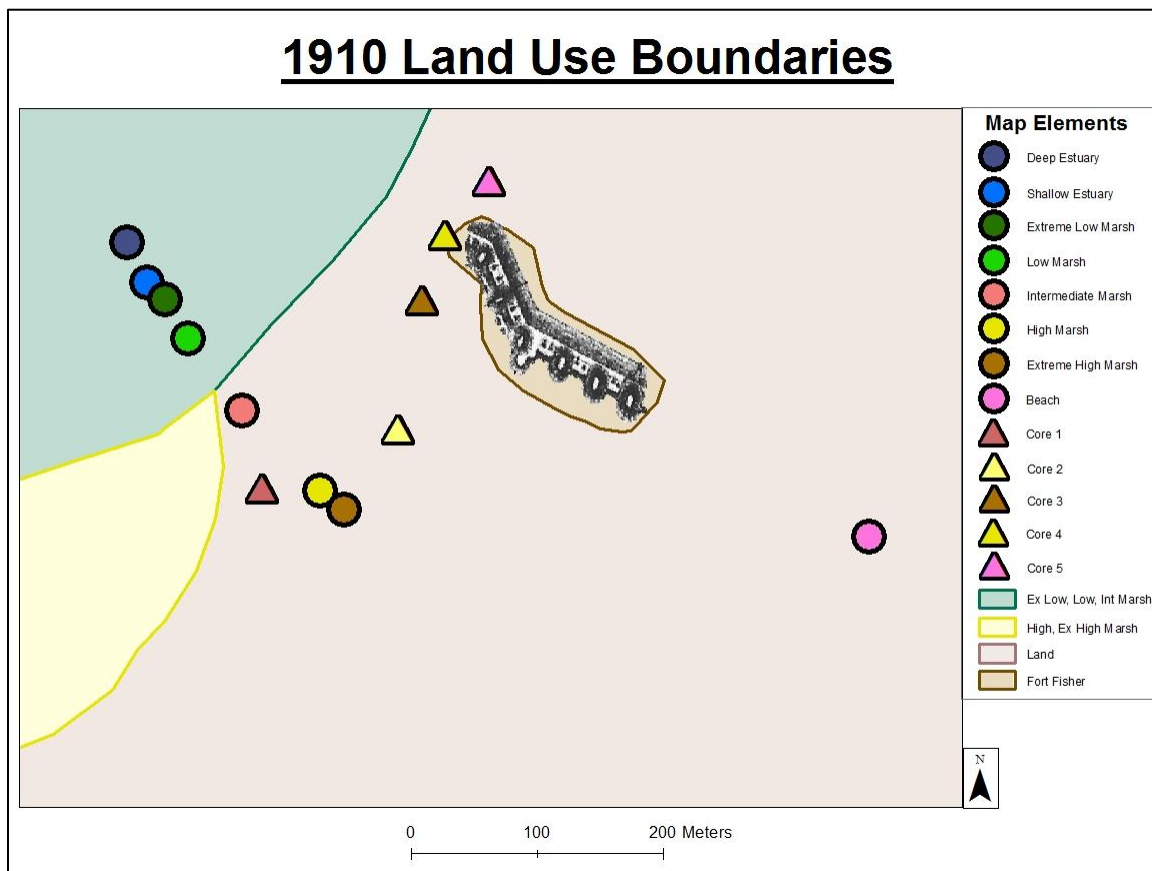 1910 Land Use Boundaries
Map Elements
Deep Estuary
Shallow Estuary
Extreme Low Marsh
Low Marsh
Intermediate Marsh
High Marsh
Extreme High Marsh
Beach
Core 1
Core 2
Core 3
Core 4
Core 5
Ex Low, Low, Int Marsh
High, Ex High Marsh
Land
Fort Fisher
N
0 100 200 Meters